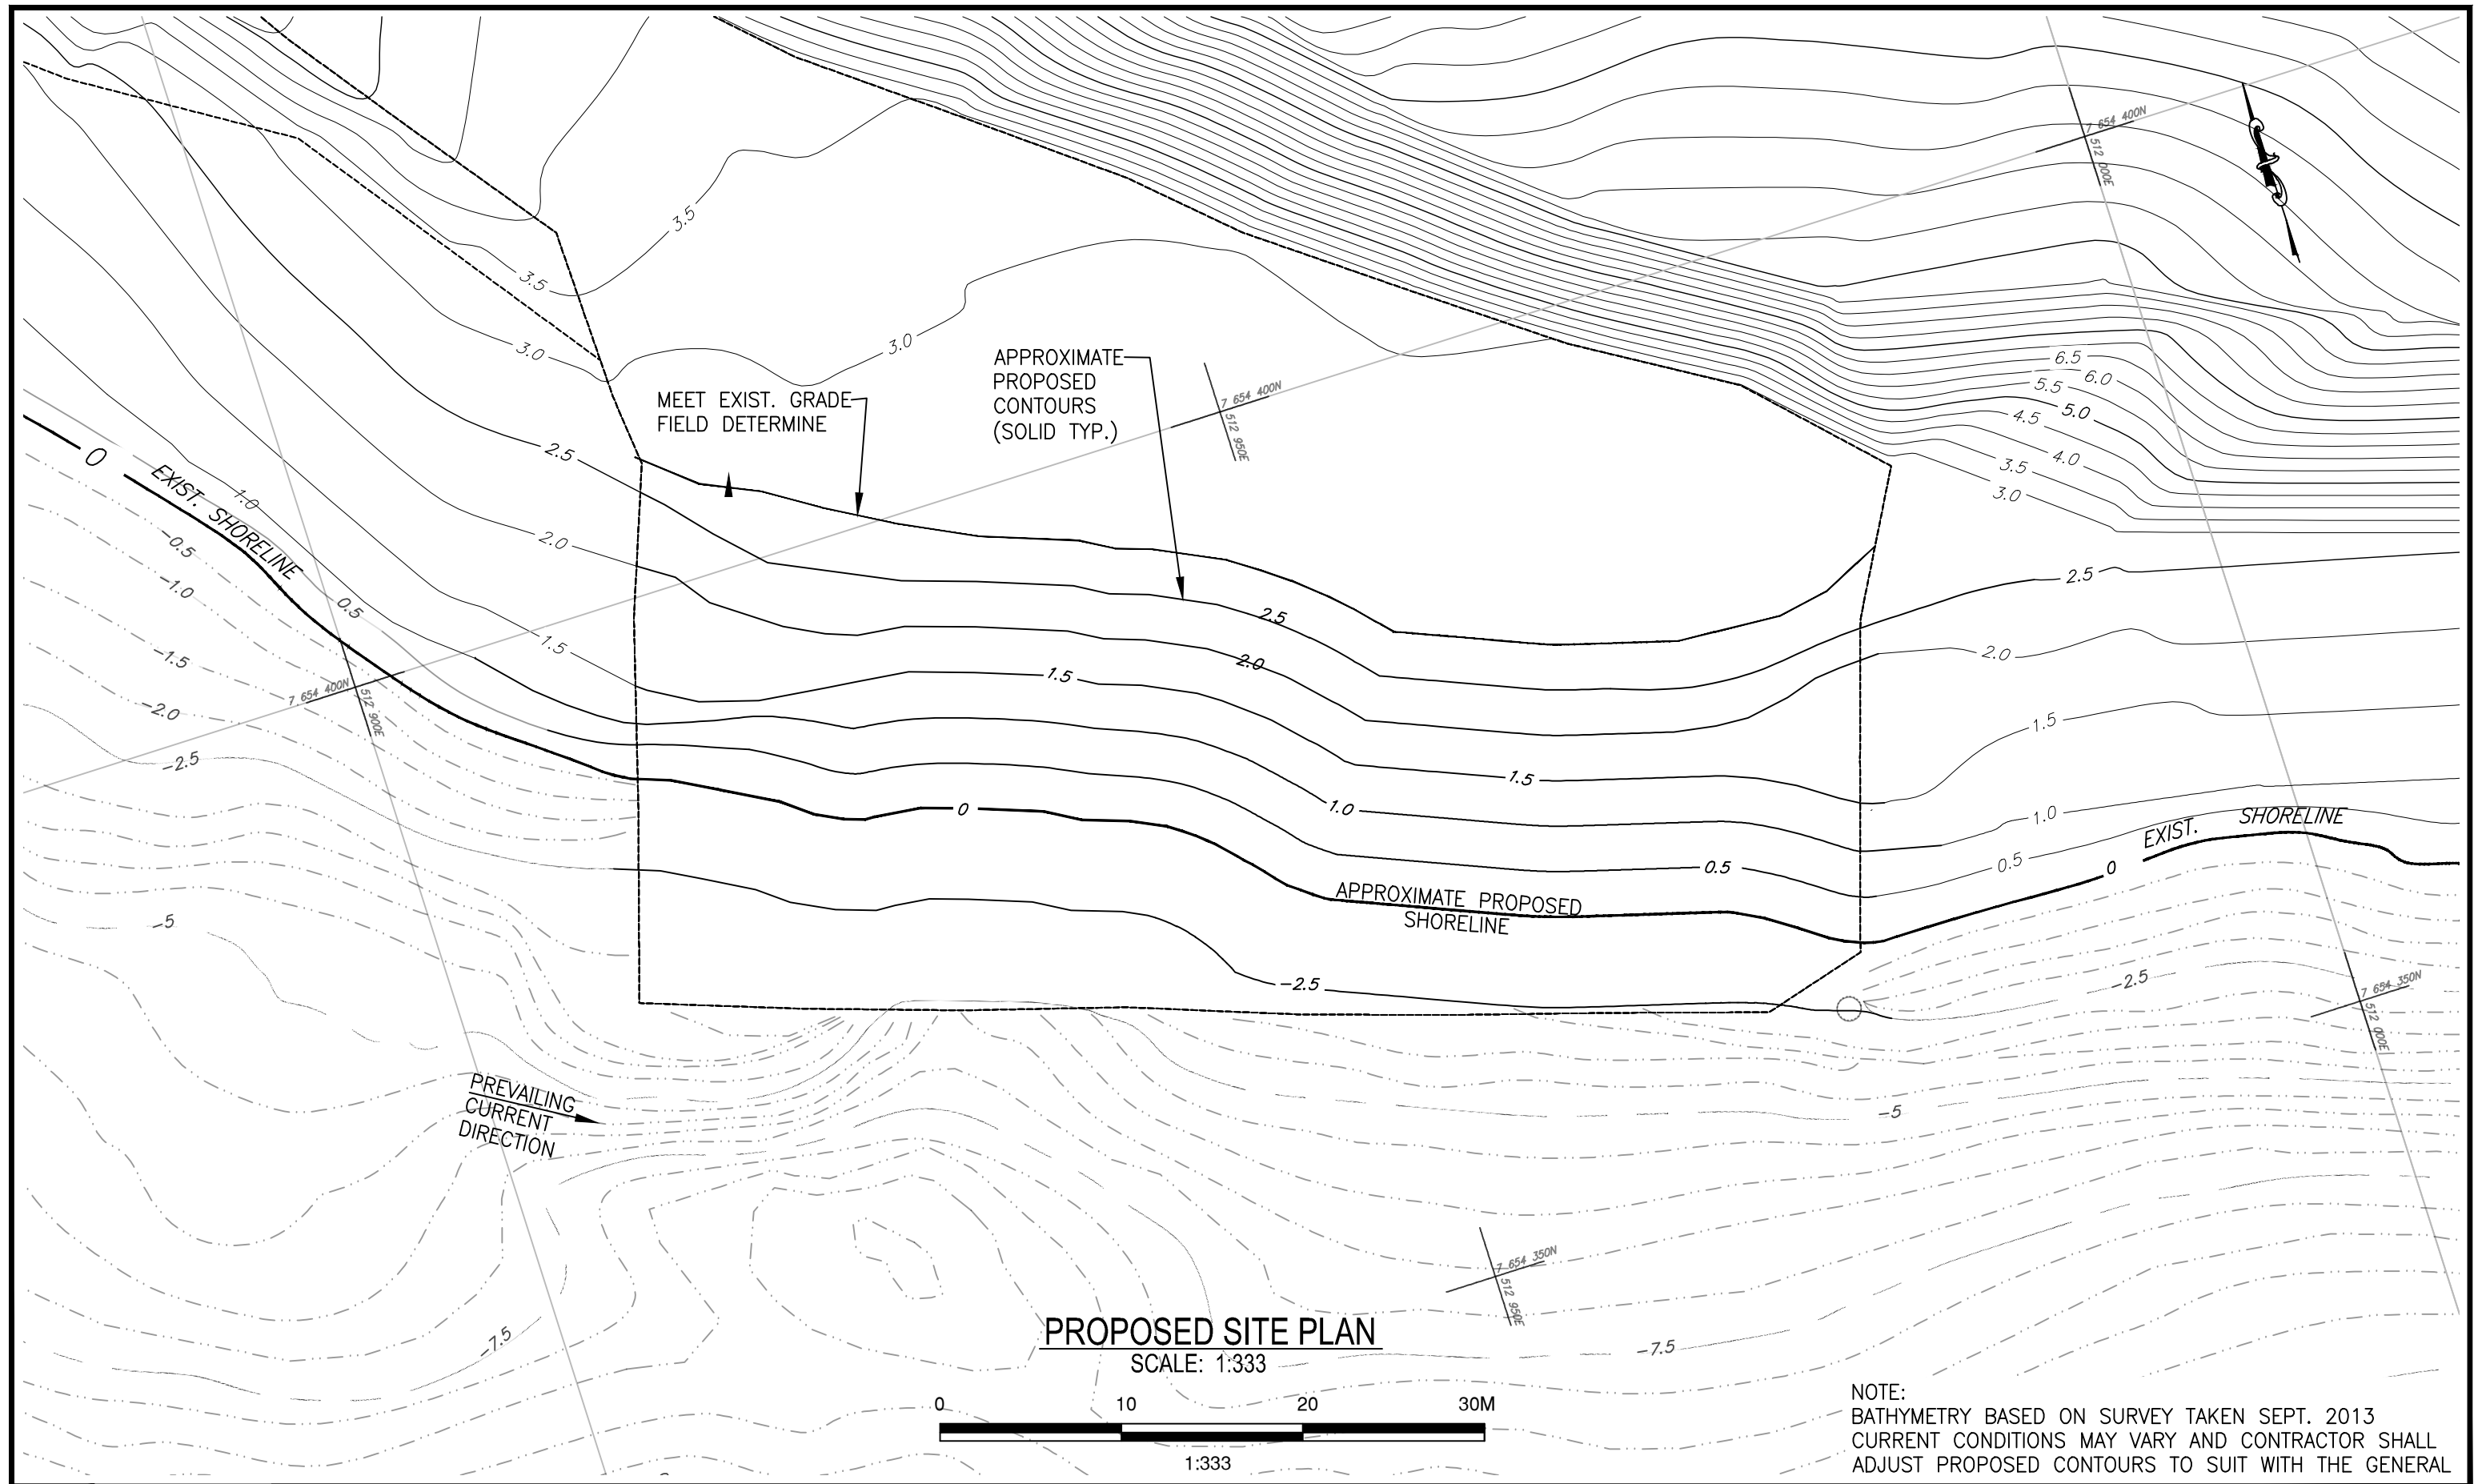 7 654 400N
512 000E
3.5
3.5
3.0
3.0
APPROXIMATE
PROPOSED
CONTOURS
(SOLID TYP.)
MEET EXIST. GRADE
FIELD DETERMINE
7 654 400N
512 950E
6.5
6.0
5.5
5.0
4.5
4.0
3.5
3.0
2.5
0
EXIST. SHORELINE
1.0
-0.5
2.0
-1.0
0.5
2.5
2.5
1.5
2.0
2.0
-1.5
1.5
7 654 400N
512 900E
-2.0
1.5
-2.5
1.5
1.0
0
1.0
EXIST. SHORELINE
0.5
0.5
0
APPROXIMATE PROPOSED
SHORELINE
-5
-2.5
-2.5
7 654 350N
512 000E
PREVAILING
CURRENT
DIRECTION
-5
7 654 350N
512 950E
-7.5
-7.5
PROPOSED SITE PLAN
SCALE: 1:333
0 10 20 30M
1:333
NOTE:
BATHYMETRY BASED ON SURVEY TAKEN SEPT. 2013
CURRENT CONDITIONS MAY VARY AND CONTRACTOR SHALL
ADJUST PROPOSED CONTOURS TO SUIT WITH THE GENERAL